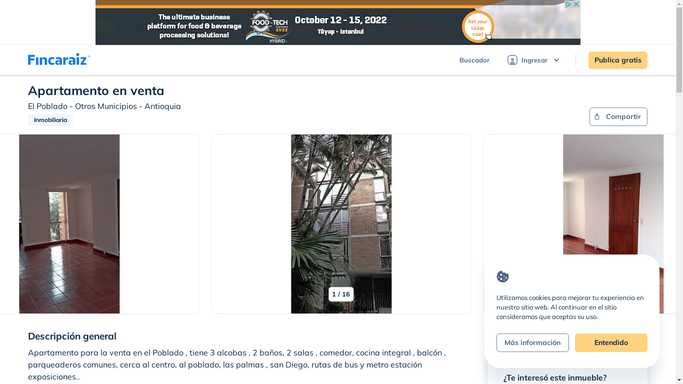 The ultimate business
platform for food & beverage
processing solutions!
FOOD-TECH
HYBRID
October 12 - 15, 2022
Tüyap - Istanbul
Get your
ticket
now!
Fincaraiz
Buscador
Ingresar
Publica gratis
Apartamento en venta
El Poblado - Otros Municipios - Antioquia
Inmobiliaria
Compartir
1 / 16
Utilizamos cookies para mejorar tu experiencia en
nuestro sitio web. Al continuar en el sitio
consideramos que aceptas su uso.
Más información
Entendido
Descripción general
Apartamento para la venta en el Poblado , tiene 3 alcobas , 2 baños, 2 salas , comedor, cocina integral , balcón ,
parqueaderos comunes, cerca al centro, al poblado, las palmas , san Diego, rutas de bus y metro estación
exposiciones..
¿Te interesó este inmueble?